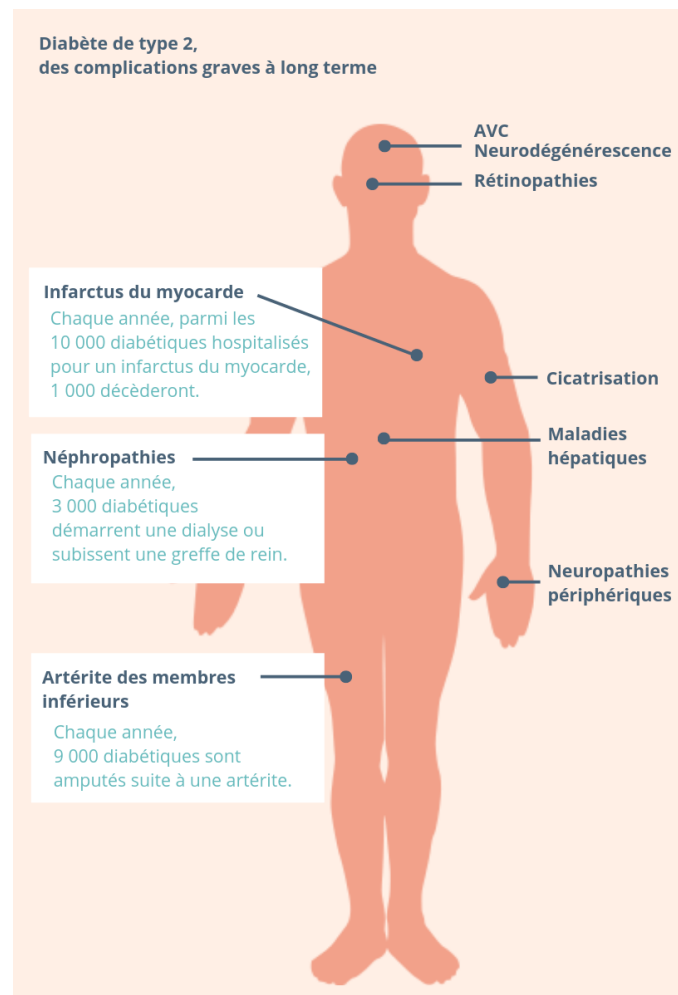 Diabète de type 2,
des complications graves à long terme
AVC
Neurodégénérescence
Rétinopathies
Infarctus du myocarde
Chaque année, parmi les
10 000 diabétiques hospitalisés
pour un infarctus du myocarde,
1 000 décèderont.
Cicatrisation
Maladies
hépatiques
Néphropathies
Chaque année,
3 000 diabétiques
démarrent une dialyse ou
subissent une greffe de rein.
Neuropathies
périphériques
Artérite des membres
inférieurs
Chaque année,
9 000 diabétiques sont
amputés suite à une artérite.